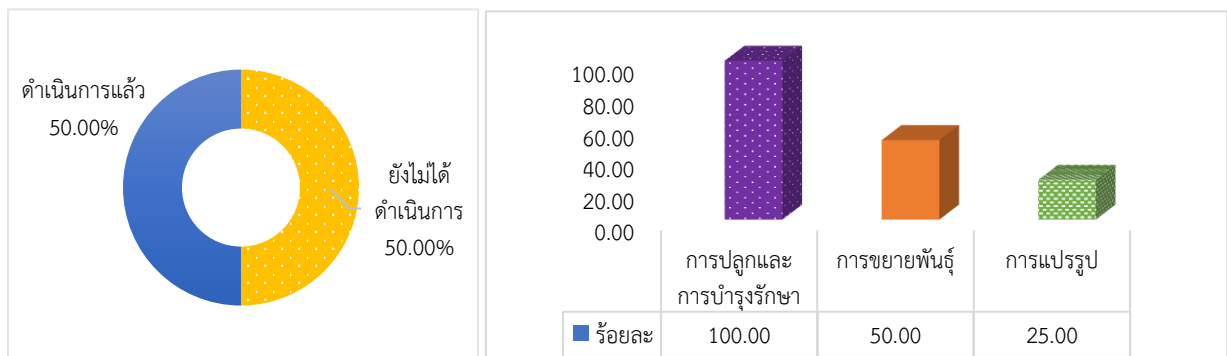 ดำเนินการแล้ว
50.00%
ยังไม่ได้
ดำเนินการ
50.00%
100.00
80.00
60.00
40.00
20.00
0.00
การปลูกและ
การบำรุงรักษา
การขยายพันธุ์
การแปรรูป
ร้อยละ 100.00 50.00 25.00